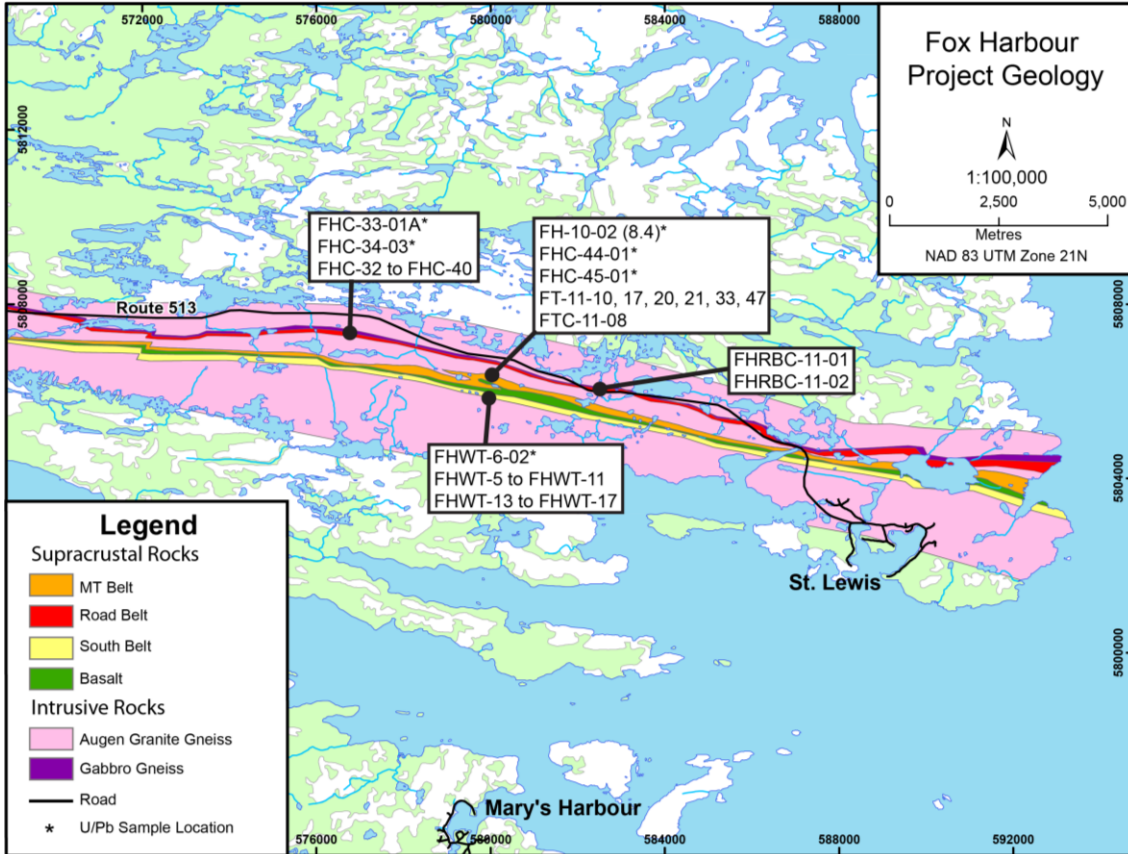 572000
576000
580000
584000
588000
Fox Harbour
Project Geology
N
1:100,000
0
2,500
5,000
Metres
NAD 83 UTM Zone 21N
5812000
FHC-33-01A*
FHC-34-03*
FHC-32 to FHC-40
FH-10-02 (8.4)*
FHC-44-01*
FHC-45-01*
FT-11-10, 17, 20, 21, 33, 47
FTC-11-08
5808000
5808000
Route 513
FHRBC-11-01
FHRBC-11-02
FHWT-6-02*
FHWT-5 to FHWT-11
FHWT-13 to FHWT-17
5804000
St. Lewis
5800000
Legend
Supracrustal Rocks
MT Belt
Road Belt
South Belt
Basalt
Intrusive Rocks
Augen Granite Gneiss
Gabbro Gneiss
Road
* U/Pb Sample Location
Mary's Harbour
576000
580000
584000
588000
592000